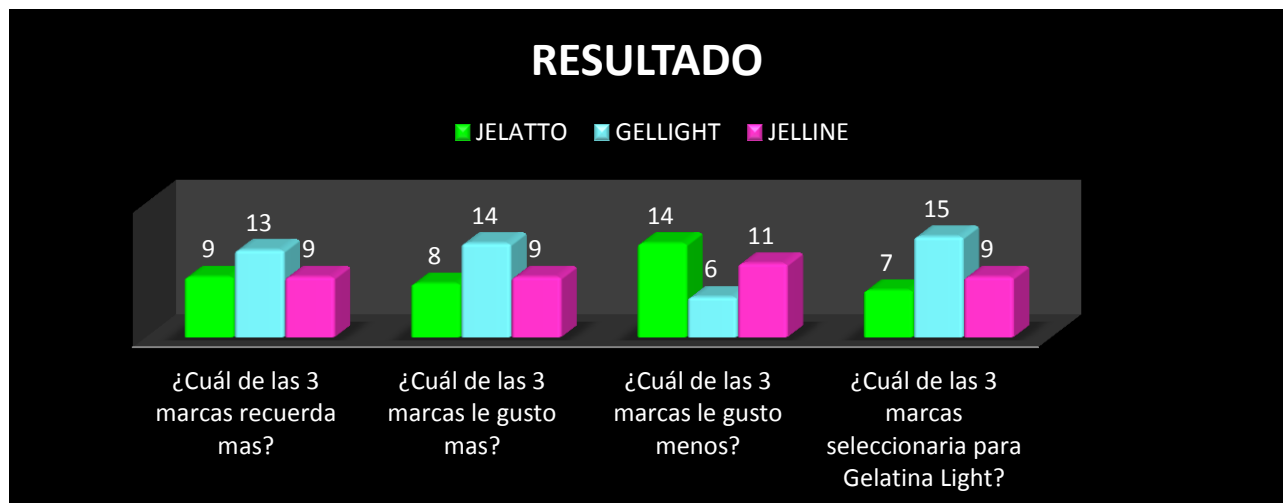 RESULTADO
JELATTO GELLIGHT JELLINE
9 13 9
8 14 9
14 6 11
7 15 9
¿Cuál de las 3
marcas recuerda
mas?
¿Cuál de las 3
marcas le gusto
mas?
¿Cuál de las 3
marcas le gusto
menos?
¿Cuál de las 3
marcas
seleccionaria para
Gelatina Light?